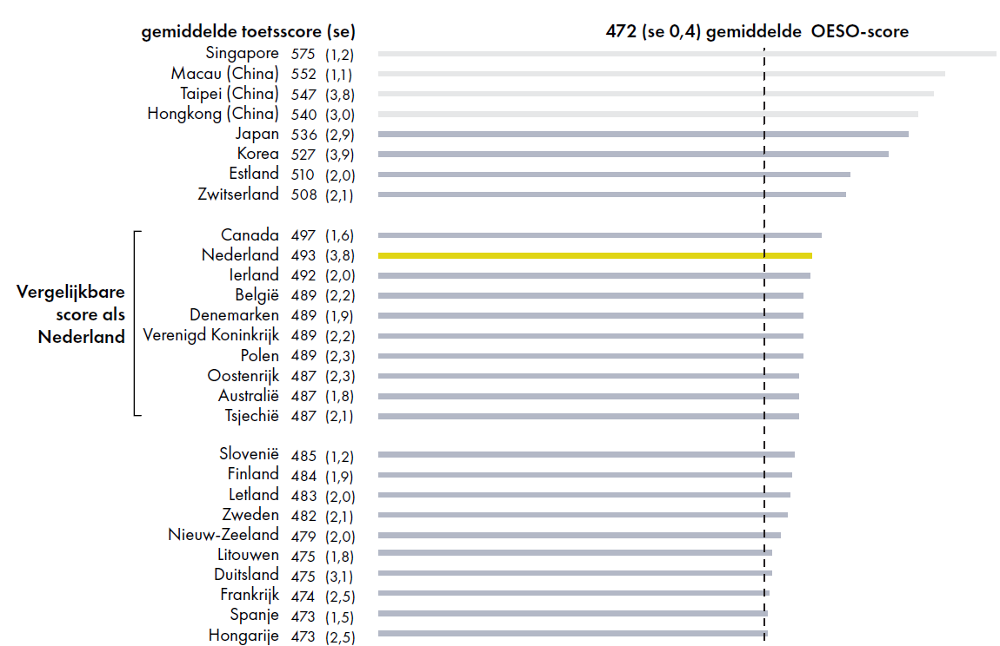 gemiddelde toetsscore (se) 472 (se 0,4) gemiddelde OESO-score
Singapore 575 (1,2)
Macau (China) 552 (1,1)
Taipei (China) 547 (3,8)
Hongkong (China) 540 (3,0)
Japan 536 (2,9)
Korea 527 (3,9)
Estland 510 (2,0)
Zwitserland 508 (2,1)
Vergelijkbare
score als
Nederland
Canada 497 (1,6)
Nederland 493 (3,8)
Ierland 492 (2,0)
België 489 (2,2)
Denemarken 489 (1,9)
Verenigd Koninkrijk 489 (2,2)
Polen 489 (2,3)
Oostenrijk 487 (2,3)
Australië 487 (1,8)
Tsjechië 487 (2,1)
Slovenië 485 (1,2)
Finland 484 (1,9)
Letland 483 (2,0)
Zweden 482 (2,1)
Nieuw-Zeeland 479 (2,0)
Litouwen 475 (1,8)
Duitsland 475 (3,1)
Frankrijk 474 (2,5)
Spanje 473 (1,5)
Hongarije 473 (2,5)